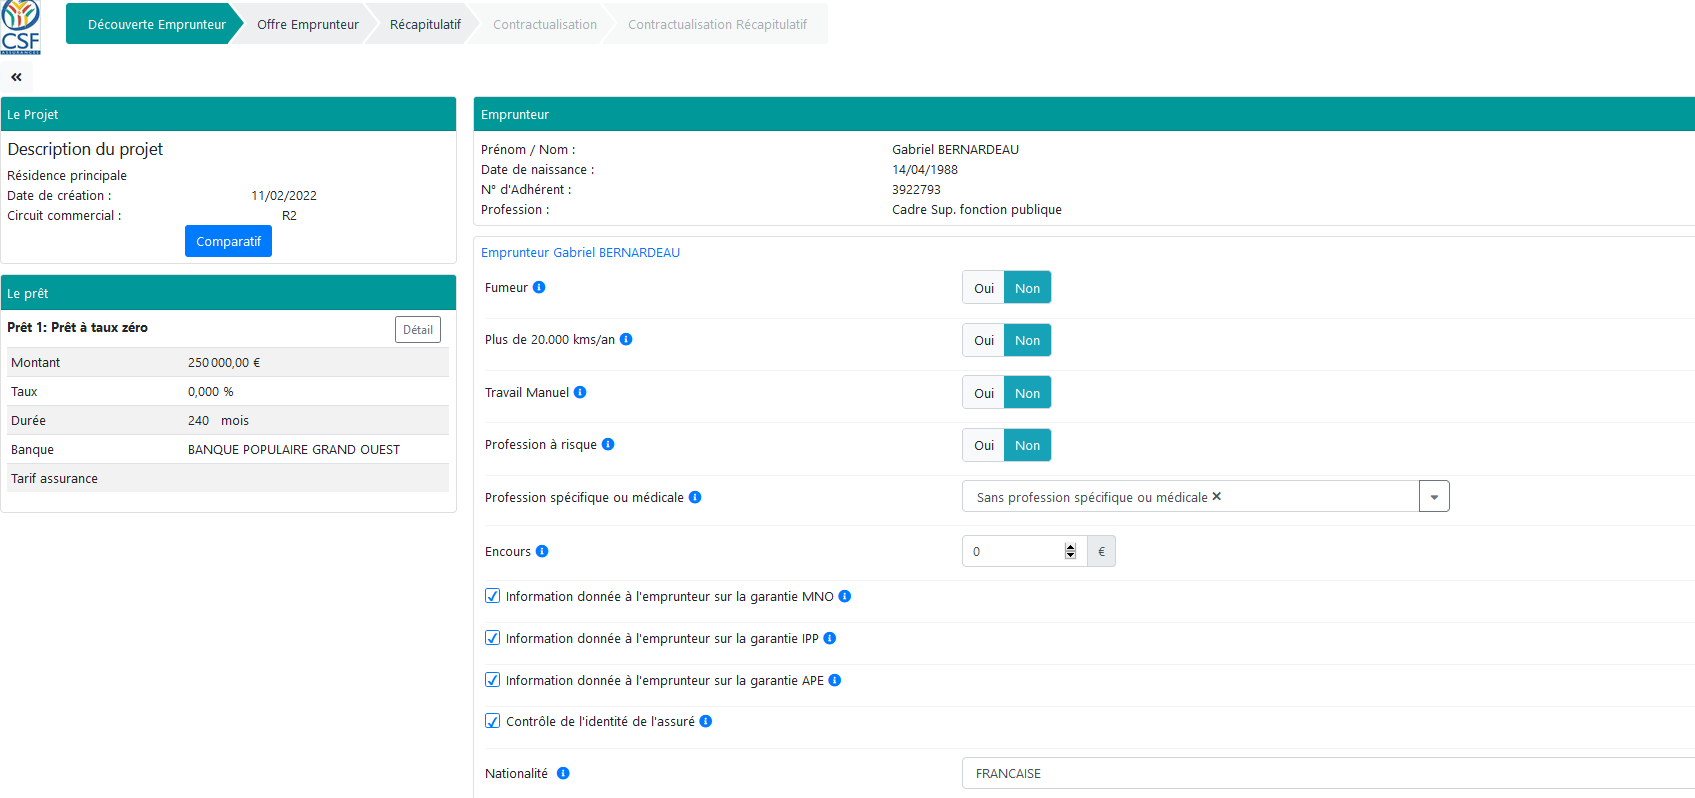 CSF
ASSURANCES
Découverte Emprunteur
Offre Emprunteur
Récapitulatif
Contractualisation
Contractualisation Récapitulatif
«
Le Projet
Description du projet
Résidence principale
Date de création : 11/02/2022
Circuit commercial : R2
Comparatif
Le prêt
Prêt 1: Prêt à taux zéro Détail
Montant 250 000,00 €
Taux 0,000 %
Durée 240 mois
Banque BANQUE POPULAIRE GRAND OUEST
Tarif assurance
Emprunteur
Prénom / Nom : Gabriel BERNARDEAU
Date de naissance : 14/04/1988
N° d'Adhérent : 3922793
Profession : Cadre Sup. fonction publique
Emprunteur Gabriel BERNARDEAU
Fumeur Oui Non
Plus de 20.000 kms/an Oui Non
Travail Manuel Oui Non
Profession à risque Oui Non
Profession spécifique ou médicale Sans profession spécifique ou médicale ×
Encours 0 €
Information donnée à l'emprunteur sur la garantie MNO
Information donnée à l'emprunteur sur la garantie IPP
Information donnée à l'emprunteur sur la garantie APE
Contrôle de l'identité de l'assuré
Nationalité FRANCAISE